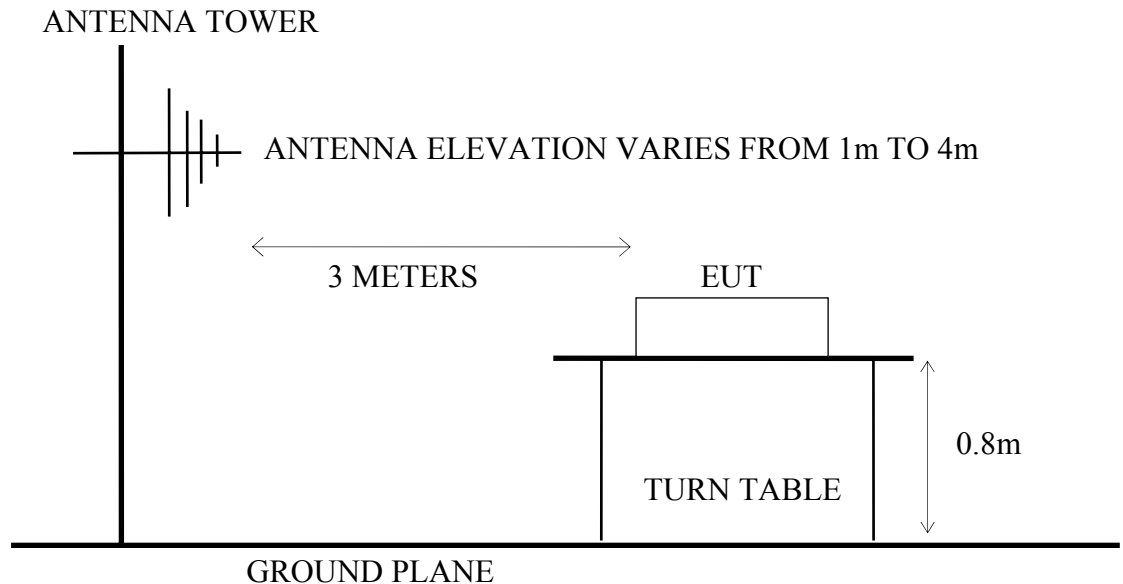 ANTENNA TOWER
ANTENNA ELEVATION VARIES FROM 1m TO 4m
3 METERS
EUT
0.8m
TURN TABLE
GROUND PLANE